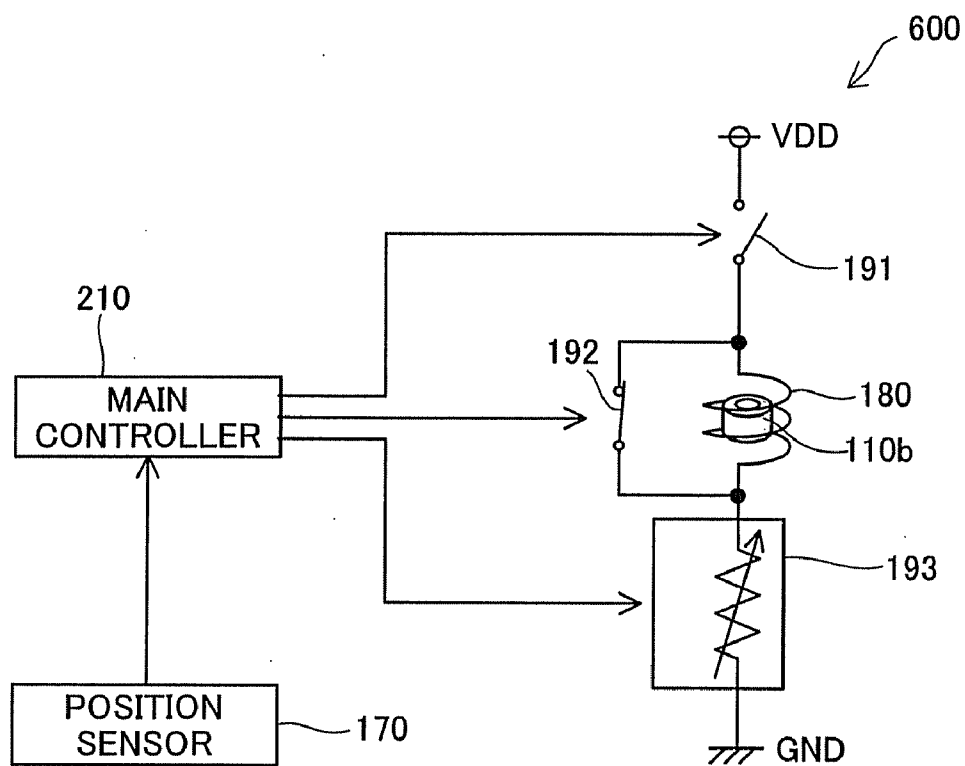 600
VDD
191
210
192
MAIN
CONTROLLER
180
110b
193
POSITION
SENSOR
170
GND